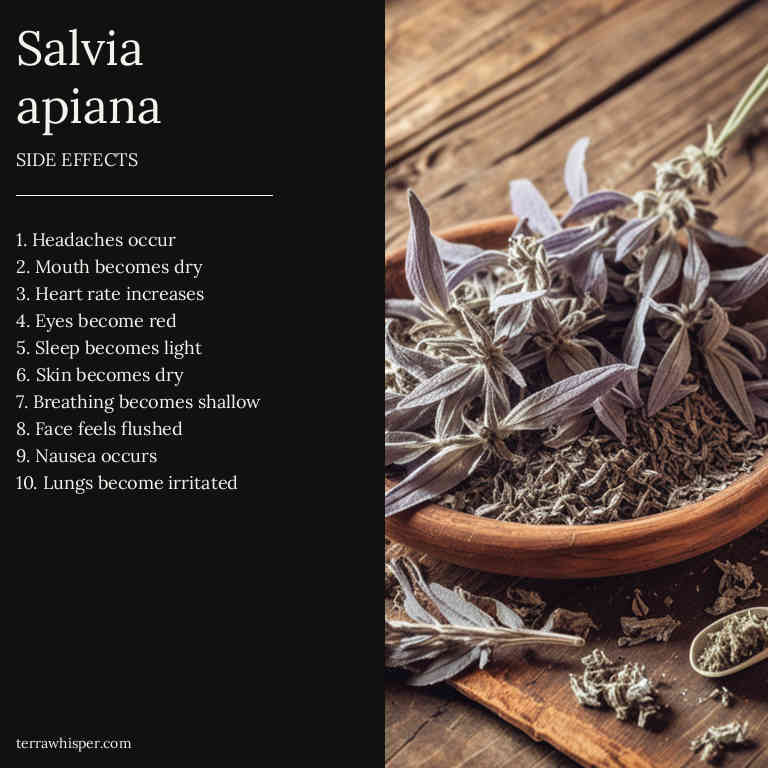 Salvia
apiana
SIDE EFFECTS
1. Headaches occur
2. Mouth becomes dry
3. Heart rate increases
4. Eyes become red
5. Sleep becomes light
6. Skin becomes dry
7. Breathing becomes shallow
8. Face feels flushed
9. Nausea occurs
10. Lungs become irritated
terrawhisper.com